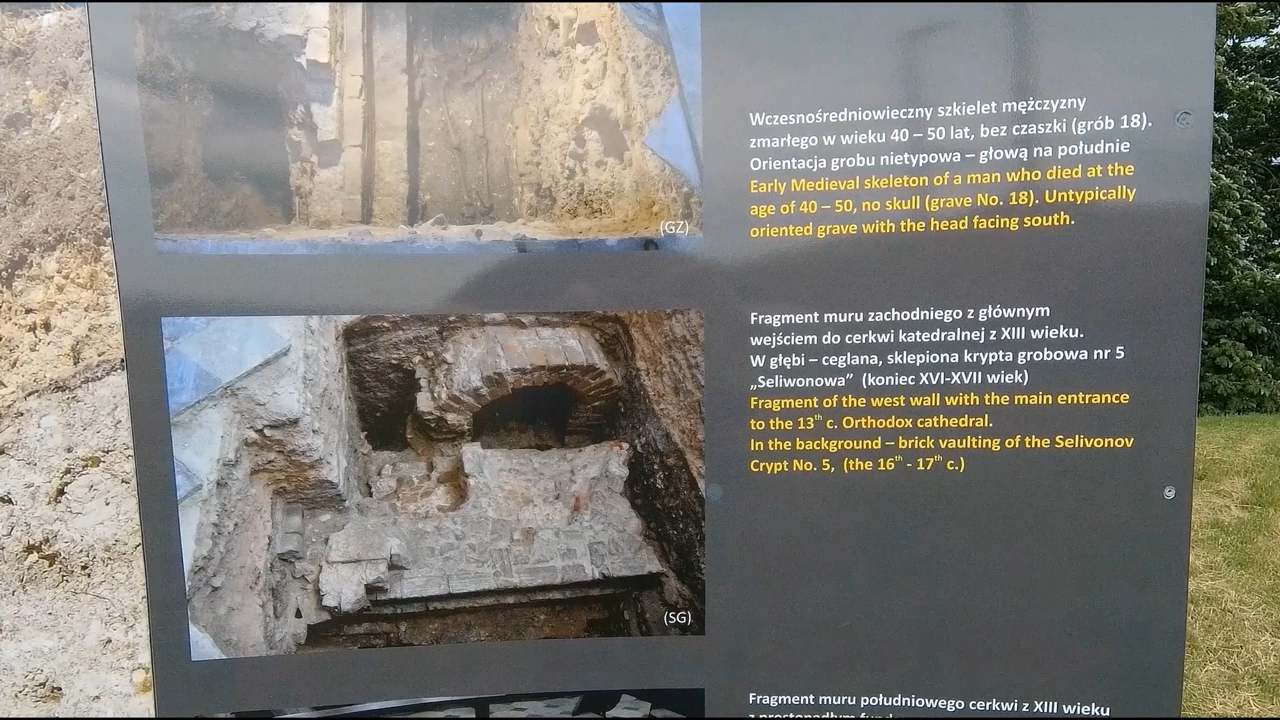 Wczesnośredniowieczny szkielet mężczyzny
zmarłego w wieku 40 – 50 lat, bez czaszki (grób 18).
Orientacja grobu nietypowa – głową na południe
Early Medieval skeleton of a man who died at the
age of 40 – 50, no skull (grave No. 18). Untypically
oriented grave with the head facing south.
(GZ)
Fragment muru zachodniego z głównym
wejściem do cerkwi katedralnej z XIII wieku.
W głębi – ceglana, sklepiona krypta grobowa nr 5
„Seliwonowa” (koniec XVI-XVII wiek)
Fragment of the west wall with the main entrance
to the 13th c. Orthodox cathedral.
In the background – brick vaulting of the Selivonov
Crypt No. 5, (the 16th - 17th c.)
(SG)
Fragment muru południowego cerkwi z XIII wieku
z prostopadłym